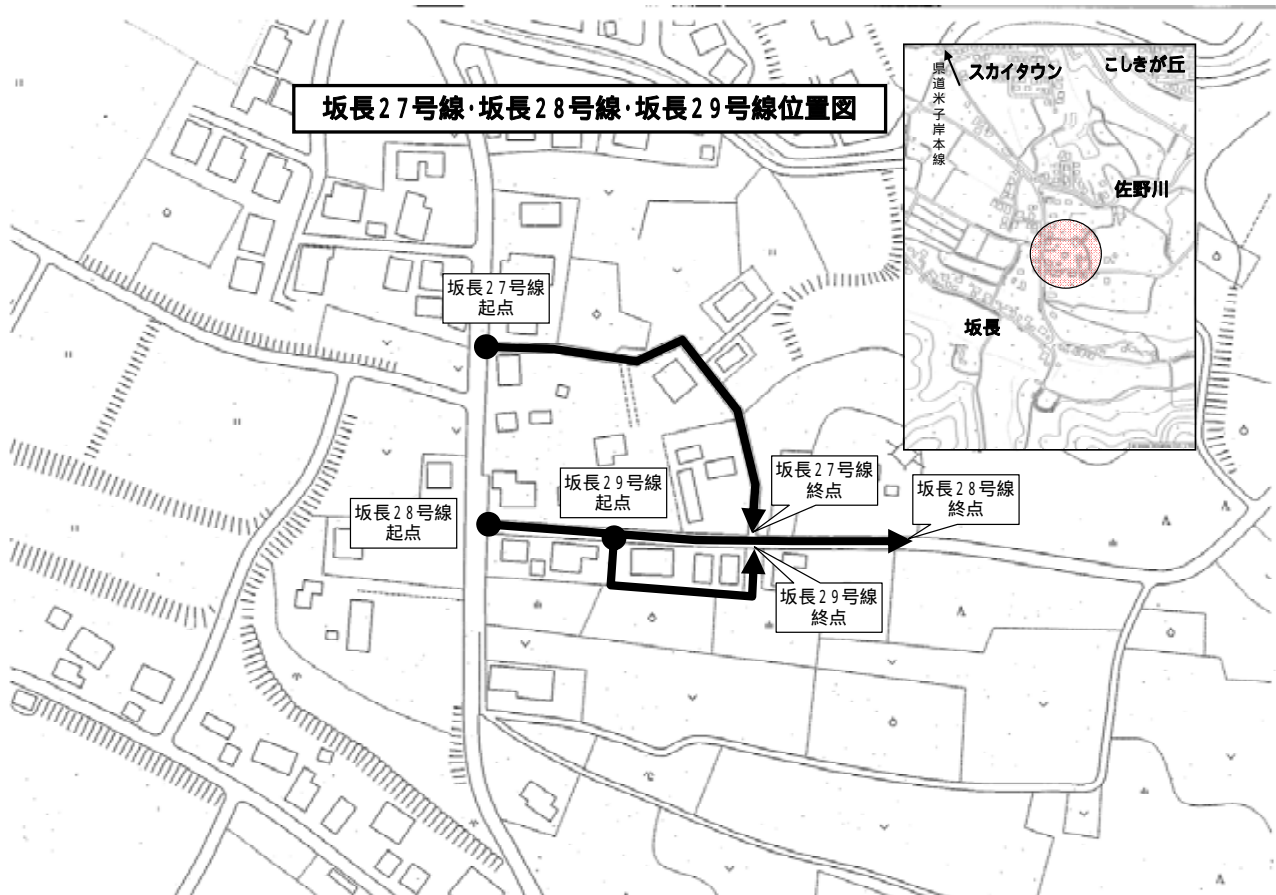 坂長27号線・坂長28号線・坂長29号線位置図
県道米子岸本線
スカイタウン
こしきが丘
佐野川
坂長
坂長27号線
起点
坂長29号線
起点
坂長28号線
起点
坂長27号線
終点
坂長28号線
終点
坂長29号線
終点